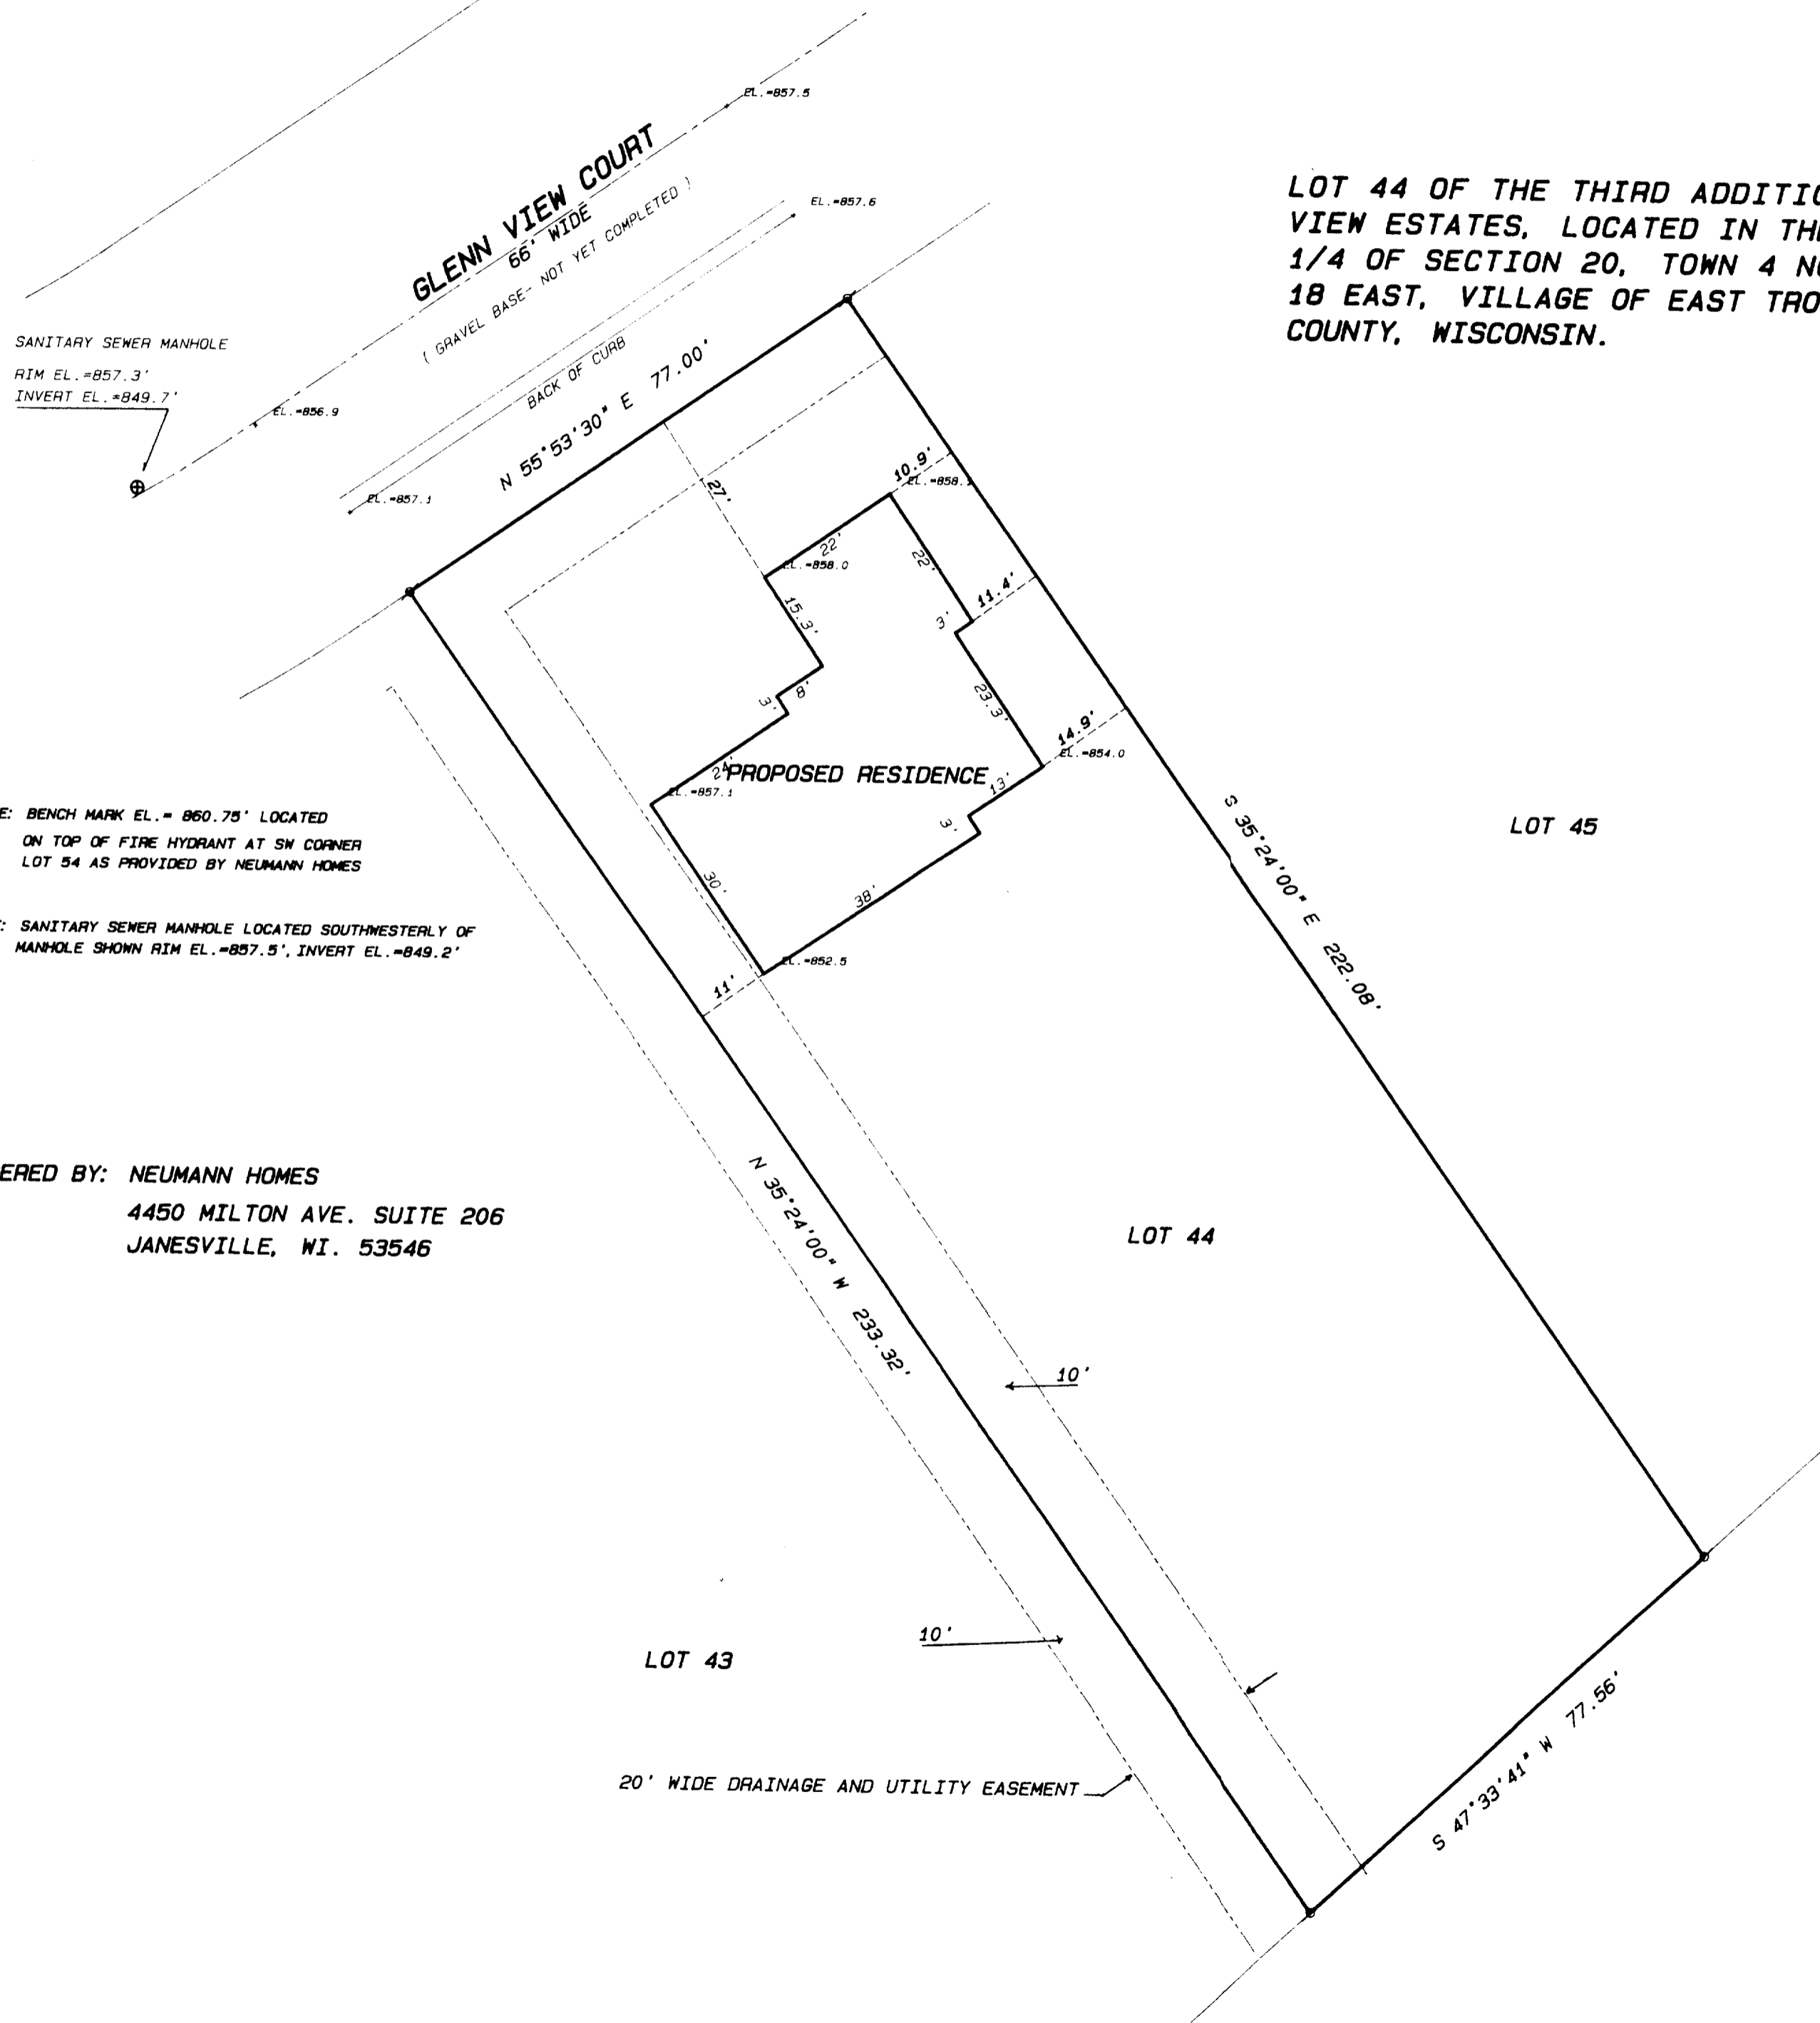 EL.=857.5
GLENN VIEW COURT
66' WIDE
( GRAVEL BASE- NOT YET COMPLETED )
EL.=857.6
LOT 44 OF THE THIRD ADDITIO
VIEW ESTATES, LOCATED IN TH
1/4 OF SECTION 20, TOWN 4 N
18 EAST, VILLAGE OF EAST TRO
COUNTY, WISCONSIN.
SANITARY SEWER MANHOLE
RIM EL.=857.3'
INVERT EL.=849.7'
EL.=856.9
BACK OF CURB
N 55°53'30" E 77.00'
EL.=857.1
27'
10.9'
EL.=858.1
22'
EL.=858.0
22'
15.3'
11.4'
3'
8'
3'
23.3'
14.9'
EL.=854.0
24'
PROPOSED RESIDENCE
EL.=857.1
13'
3'
30'
38'
EL.=852.5
11'
S 35°24'00" E 222.08'
LOT 45
E: BENCH MARK EL.= 860.75' LOCATED
ON TOP OF FIRE HYDRANT AT SW CORNER
LOT 54 AS PROVIDED BY NEUMANN HOMES
: SANITARY SEWER MANHOLE LOCATED SOUTHWESTERLY OF
MANHOLE SHOWN RIM EL.=857.5', INVERT EL.=849.2'
ERED BY: NEUMANN HOMES
4450 MILTON AVE. SUITE 206
JANESVILLE, WI. 53546
N 35°24'00" W 233.32'
LOT 44
10'
10'
LOT 43
20' WIDE DRAINAGE AND UTILITY EASEMENT
S 47°33'41" W 77.56'